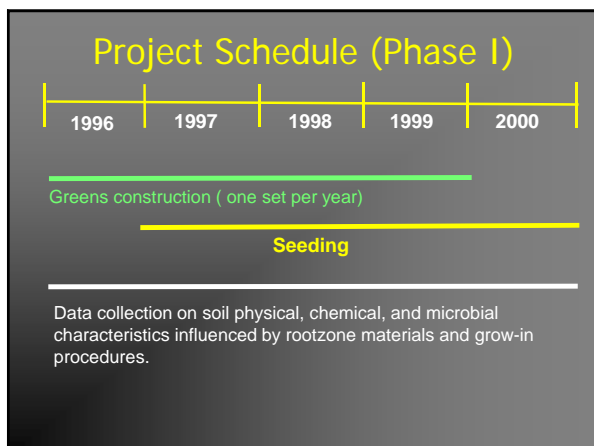 Project Schedule (Phase I)
1996 1997 1998 1999 2000
Greens construction ( one set per year)
Seeding
Data collection on soil physical, chemical, and microbial
characteristics influenced by rootzone materials and grow-in
procedures.